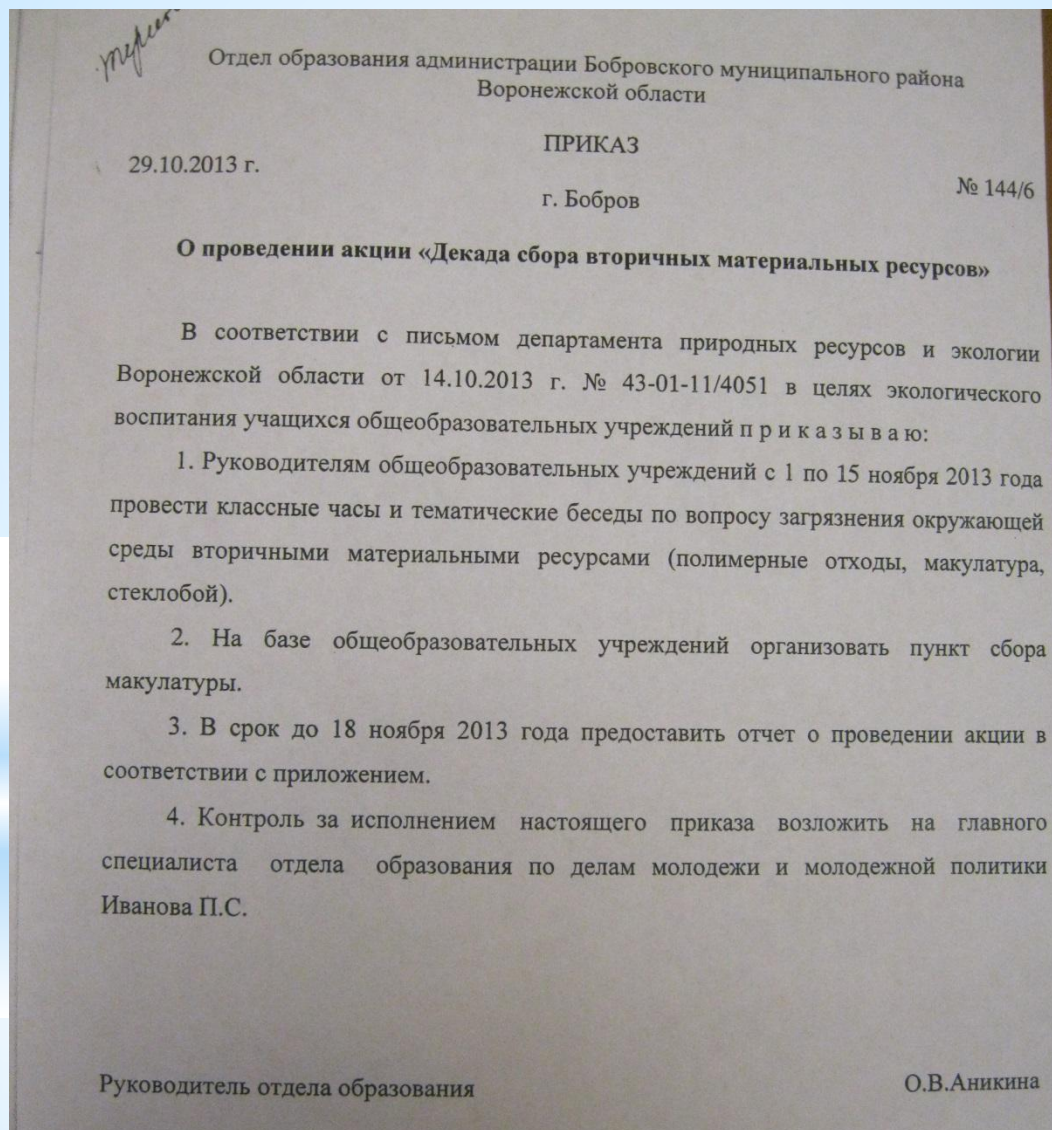 Отдел образования администрации Бобровского муниципального района
Воронежской области
ПРИКАЗ
29.10.2013 г.
№ 144/6
г. Бобров
О проведении акции «Декада сбора вторичных материальных ресурсов»
В соответствии с письмом департамента природных ресурсов и экологии
Воронежской области от 14.10.2013 г. № 43-01-11/4051 в целях экологического
воспитания учащихся общеобразовательных учреждений п р и к а з ы в а ю:
1. Руководителям общеобразовательных учреждений с 1 по 15 ноября 2013 года
провести классные часы и тематические беседы по вопросу загрязнения окружающей
среды вторичными материальными ресурсами (полимерные отходы, макулатура,
стеклобой).
2. На базе общеобразовательных учреждений организовать пункт сбора
макулатуры.
3. В срок до 18 ноября 2013 года предоставить отчет о проведении акции в
соответствии с приложением.
4. Контроль за исполнением настоящего приказа возложить на главного
специалиста отдела образования по делам молодежи и молодежной политики
Иванова П.С.
Руководитель отдела образования
О.В.Аникина